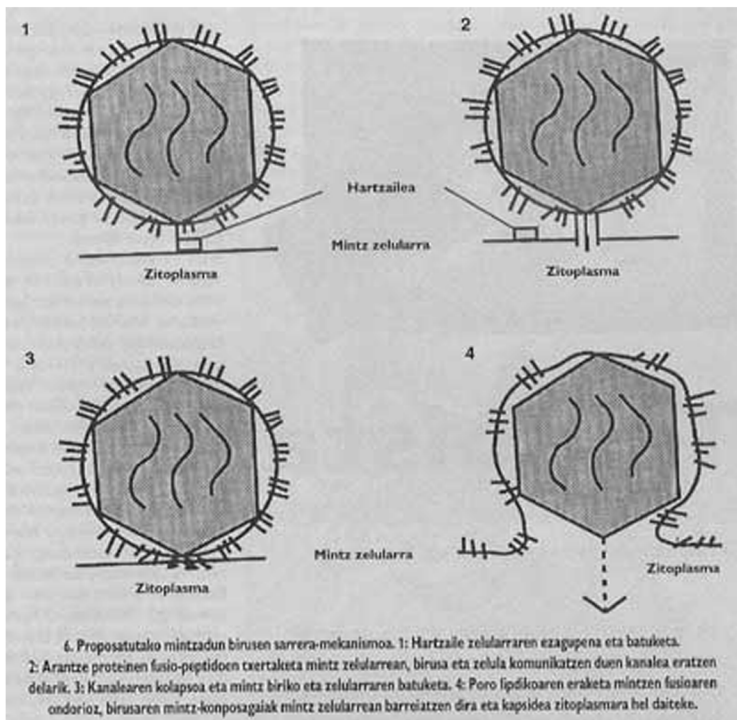 1
2
Hartzailea
Mintz zelularra
Zitoplasma
Zitoplasma
3
4
Mintz zelularra
Zitoplasma
Zitoplasma
6. Proposatutako mintzadun birusen sarrera-mekanismoa. 1: Hartzaile zelularraren ezagupena eta batuketa.
2: Arantze proteinen fusio-peptidoen txertaketa mintz zelularrean, birusa eta zelula komunikatzen duen kanalea eratzen
delarik. 3: Kanalearen kolapsoa eta mintz biriko eta zelularraren batuketa. 4: Poro lipdikoaren eraketa mintzen fusioaren
ondorioz, birusaren mintz-konposagaiak mintz zelularrean barreiatzen dira eta kapsidea zitoplasmara hel daiteke.